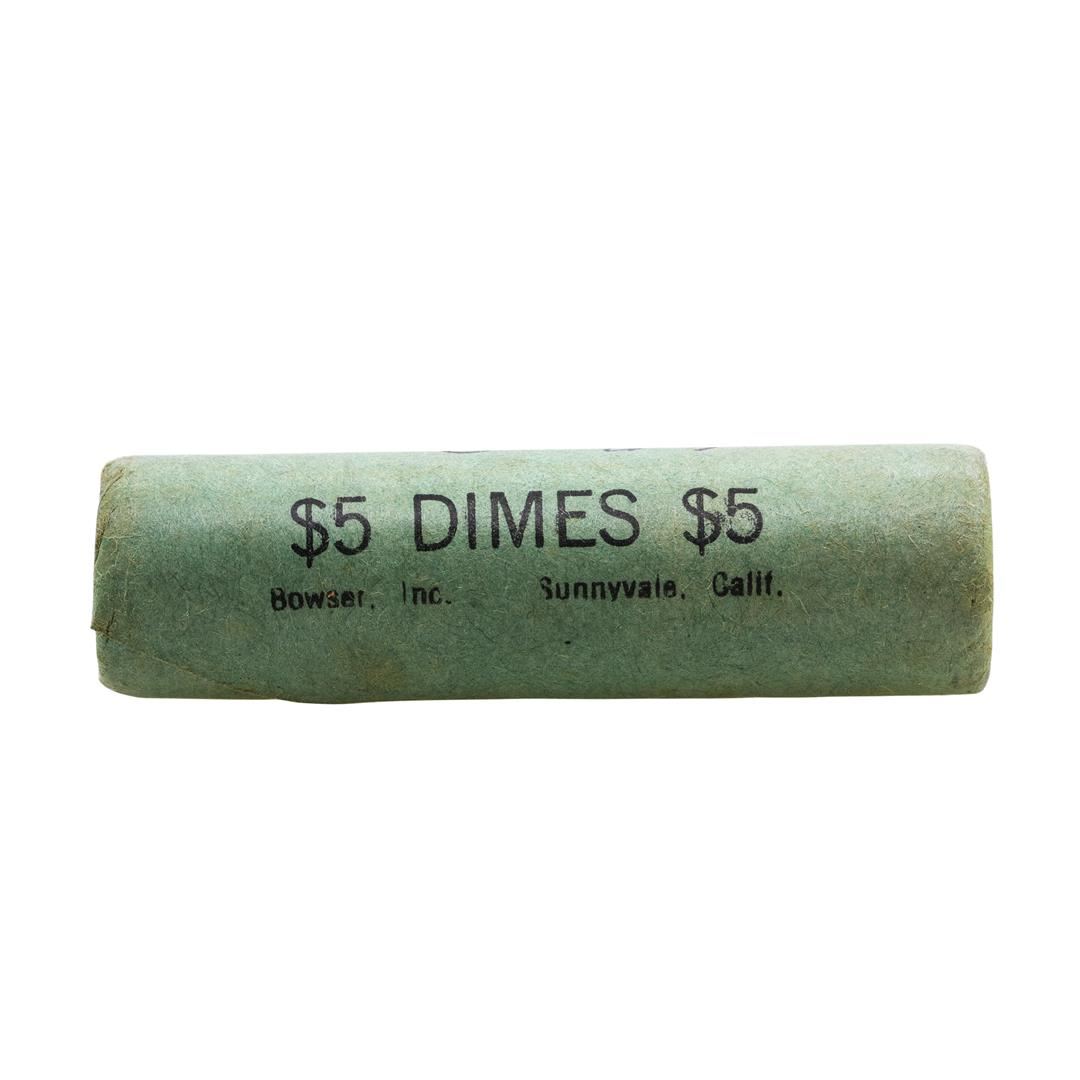 $5 DIMES $5
Bowser, Inc. Sunnyvale, Calif.